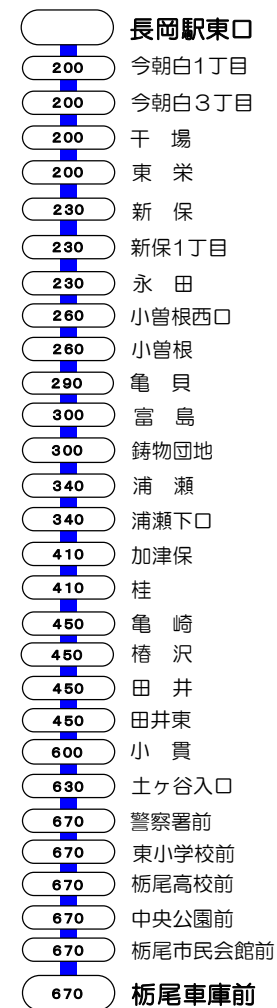 長岡駅東口
200 今朝白1丁目
200 今朝白３丁目
200 干　場
200 東　栄
230 新　保
230 新保1丁目
230 永　田
260 小曽根西口
260 小曽根
290 亀　貝
300 富　島
300 鋳物団地
340 浦　瀬
340 浦瀬下口
410 加津保
410 桂
450 亀　崎
450 椿　沢
450 田　井
450 田井東
600 小　貫
630 土ヶ谷入口
670 警察署前
670 東小学校前
670 栃尾高校前
670 中央公園前
670 栃尾市民会館前
670 栃尾車庫前